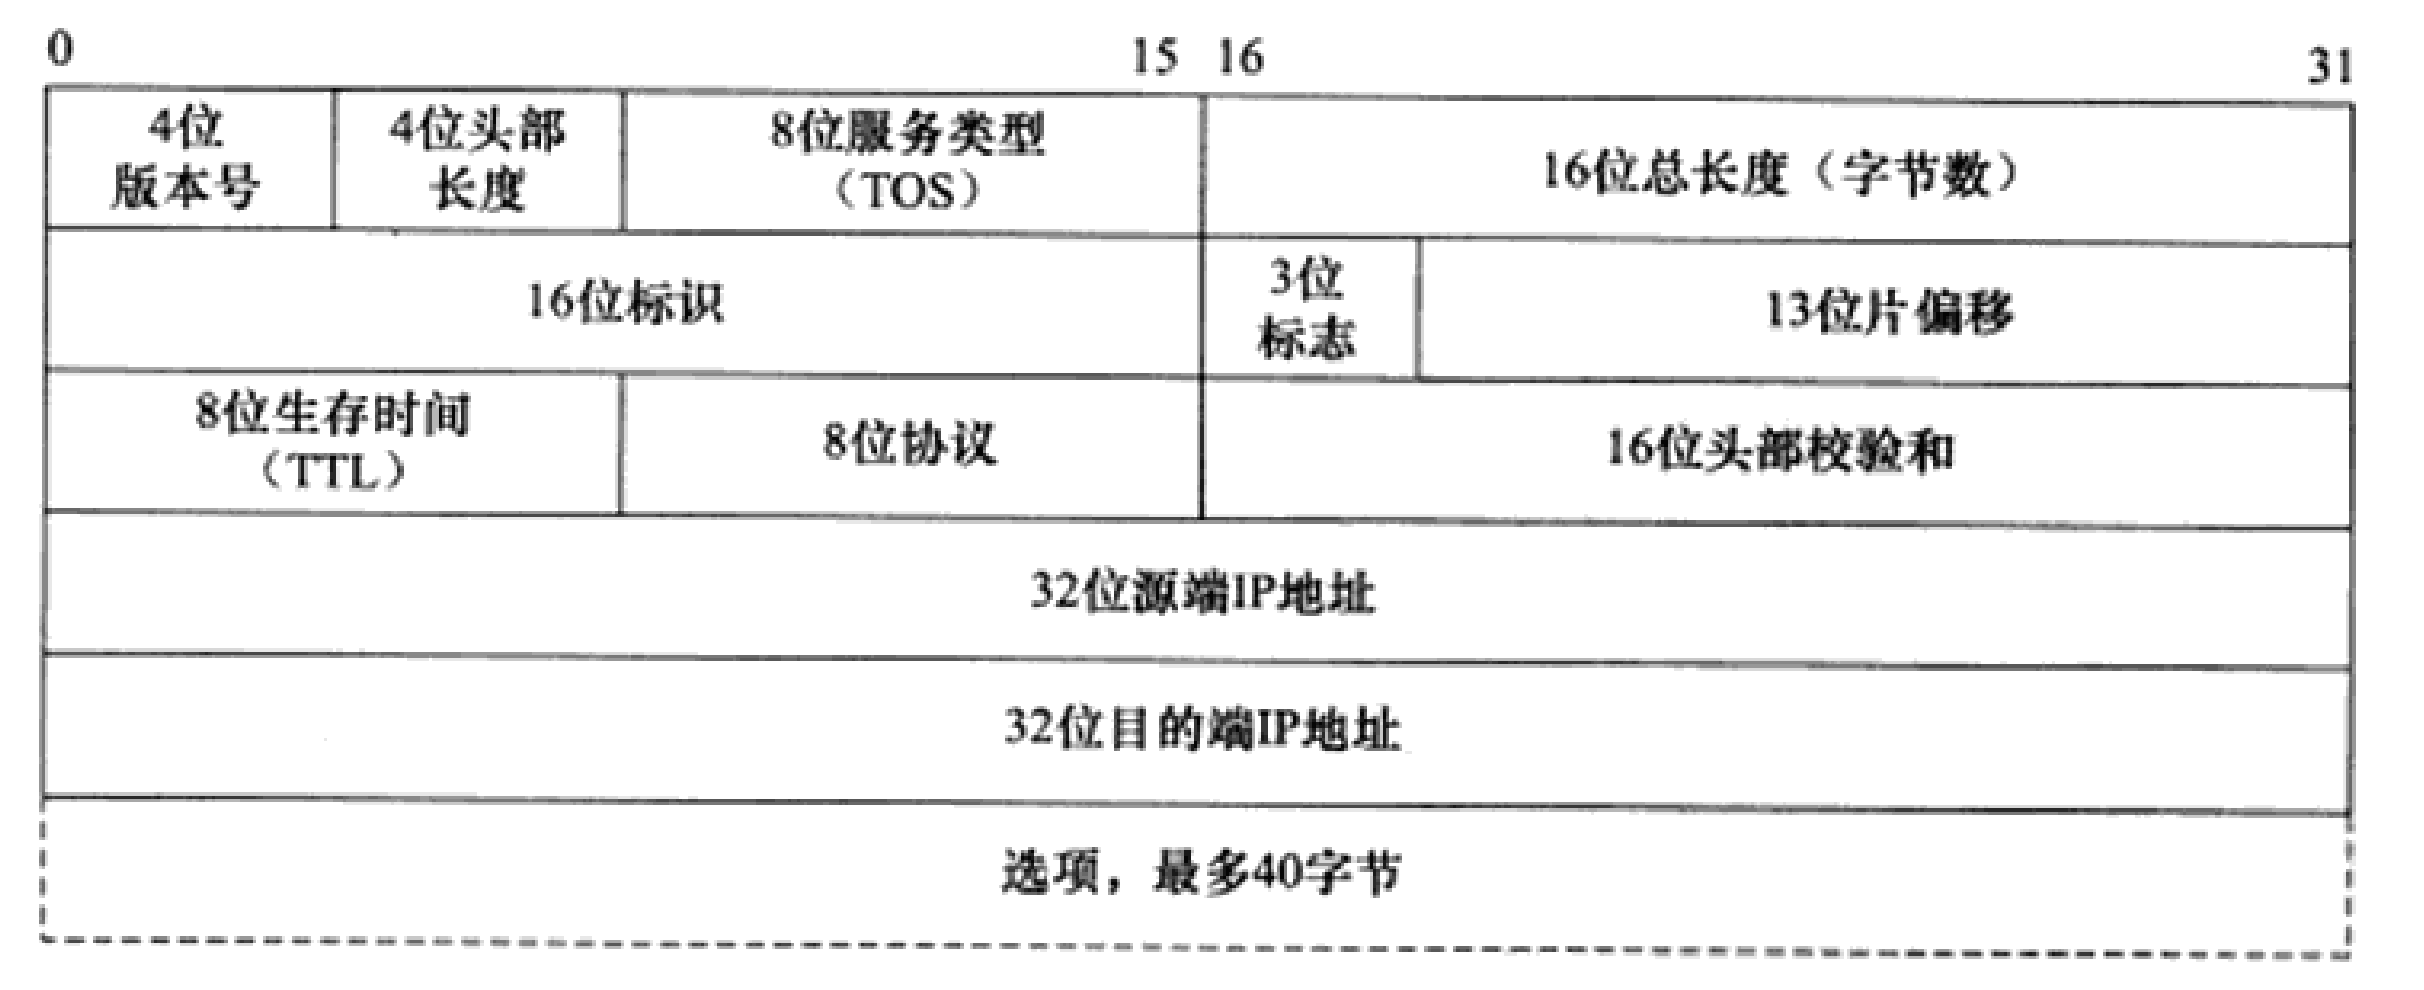 0 15 16 31
4位 版本号 4位头部 长度 8位服务类型 （TOS） 16位总长度（字节数）
16位标识 3位 标志 13位片偏移
8位生存时间 （TTL） 8位协议 16位头部校验和
32位源端IP地址
32位目的端IP地址
选项，最多40字节